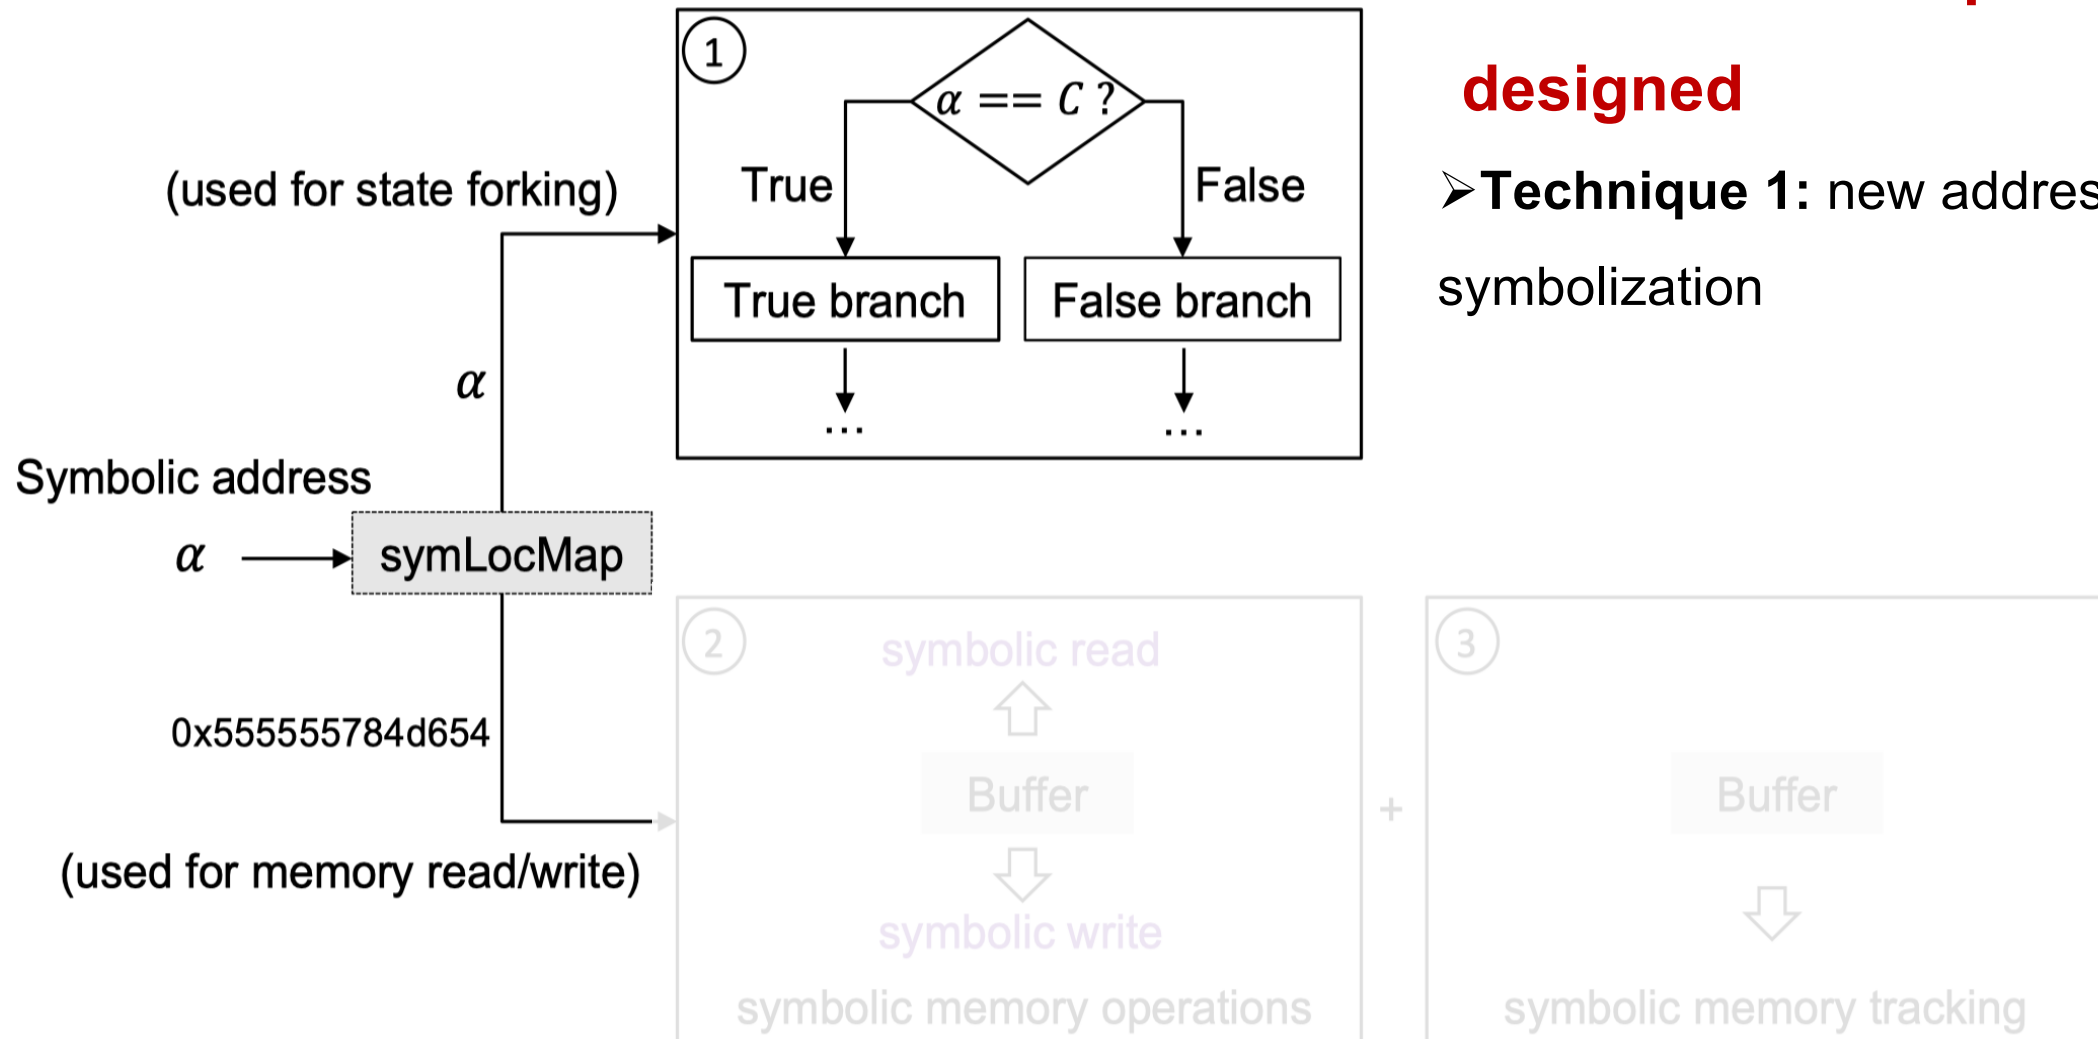 designed
➢Technique 1: new addres
symbolization
1
α == C ?
True
False
True branch
False branch
...
...
(used for state forking)
α
Symbolic address
α
symLocMap
0x555555784d654
(used for memory read/write)
2
symbolic read
Buffer
symbolic write
symbolic memory operations
+
3
Buffer
symbolic memory tracking